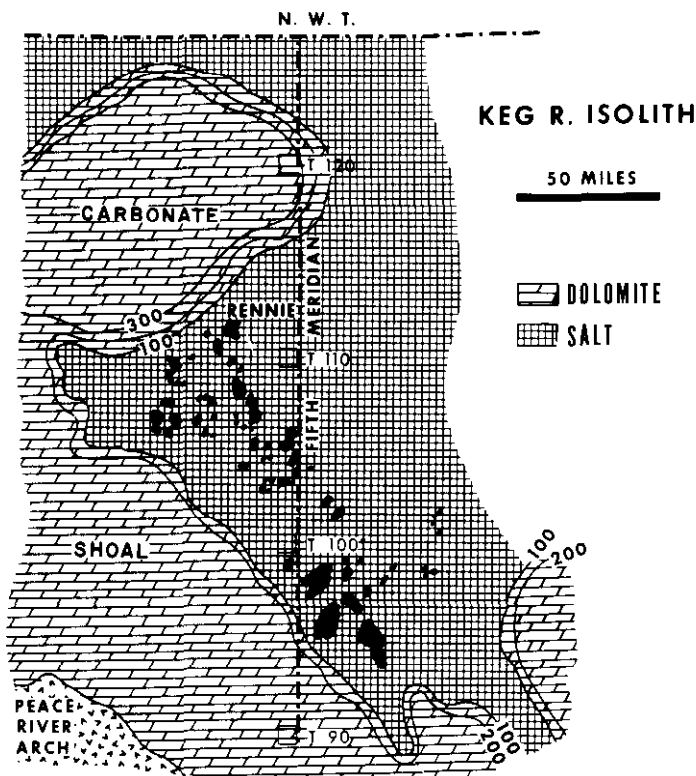 N. W. T.
KEG R. ISOLITH
50 MILES
T 120
CARBONATE
FIFTH MERIDIAN
DOLOMITE
SALT
300
100
RENNIE
T 110
SHOAL
T 100
100
200
PEACE
RIVER
ARCH
T 90
100
200